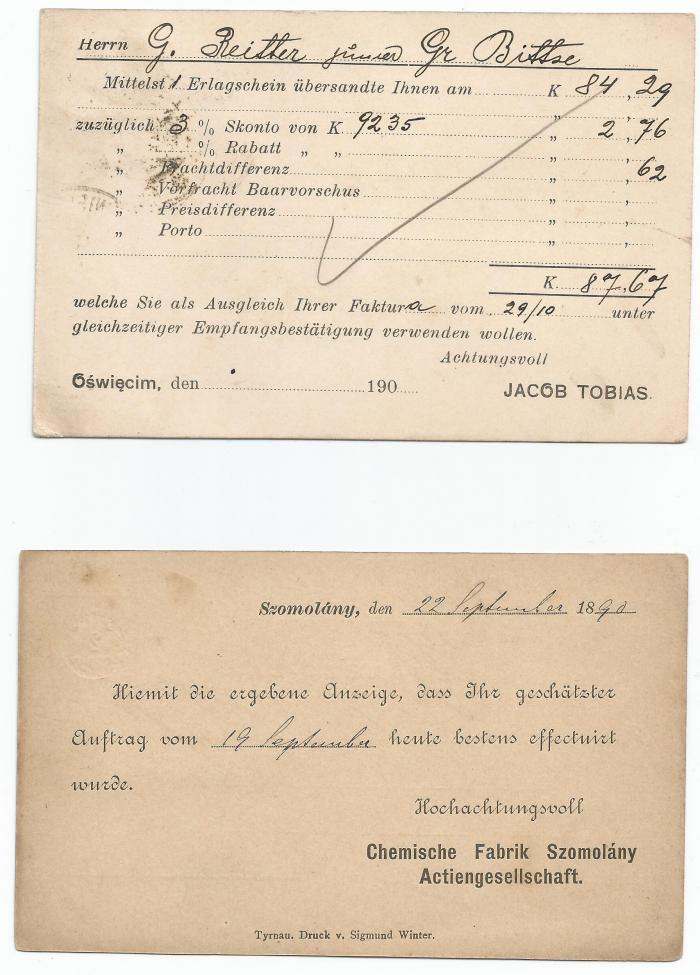 Herrn G. Reitter junior Gr Bittse
Mittelst 1 Erlagschein übersandte Ihnen am K 84,29
" ,
zuzüglich 3 % Skonto von K 9235 " 2,76
" % Rabatt " " " ,
" Frachtdifferenz " ,62
" Vorfracht Baarvorschus " ,
" Preisdifferenz " ,
" Porto " ,
K 87,67
welche Sie als Ausgleich Ihrer Faktura vom 29/10 unter
gleichzeitiger Empfangsbestätigung verwenden wollen.
Achtungsvoll
Oświęcim, den 190 JACOB TOBIAS.
Szomolány, den 22 September 1890
Hiemit die ergebene Anzeige, dass Ihr geschätzter
Auftrag vom 19 September heute bestens effectuirt
wurde.
Hochachtungsvoll
Chemische Fabrik Szomolány
Actiengesellschaft.
Tyrnau. Druck v. Sigmund Winter.